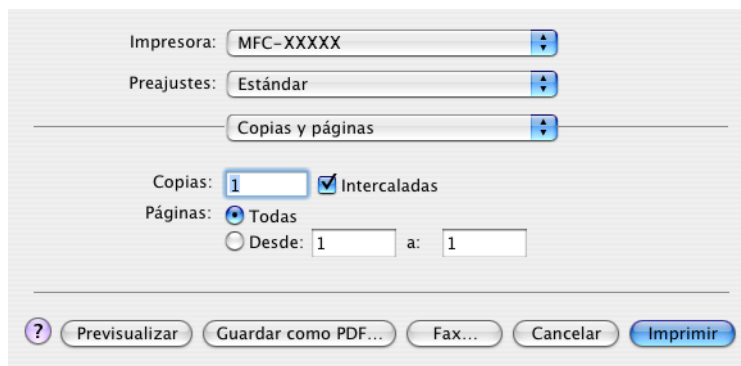 Impresora: MFC-XXXXX
Preajustes: Estándar
Copias y páginas
Copias: 1 Intercaladas
Páginas: Todas
Desde: 1 a: 1
? Previsualizar Guardar como PDF... Fax... Cancelar Imprimir